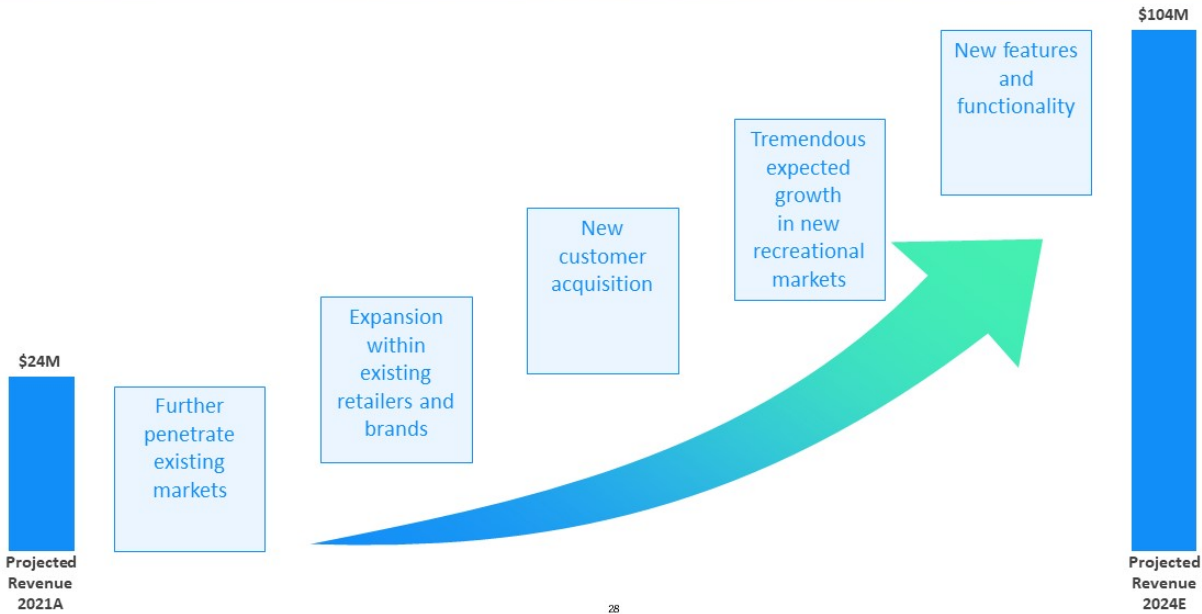 $24M
Projected
Revenue
2021A
Further
penetrate
existing
markets
Expansion
within
existing
retailers and
brands
New
customer
acquisition
Tremendous
expected
growth
in new
recreational
markets
New features
and
functionality
$104M
Projected
Revenue
2024E
28